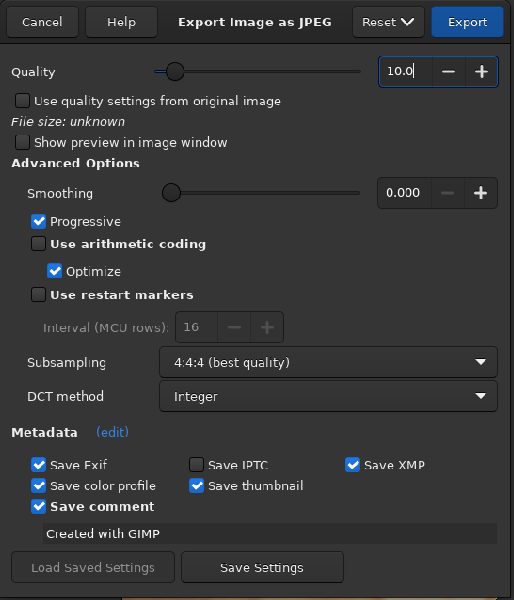 Cancel Help Export Image as JPEG Reset Export
Quality 10.0
Use quality settings from original image
File size: unknown
Show preview in image window
Advanced Options
Smoothing 0.000
Progressive
Use arithmetic coding
Optimize
Use restart markers
Interval (MCU rows): 16
Subsampling 4:4:4 (best quality)
DCT method Integer
Metadata (edit)
Save Exif Save IPTC Save XMP
Save color profile Save thumbnail
Save comment
Created with GIMP
Load Saved Settings Save Settings